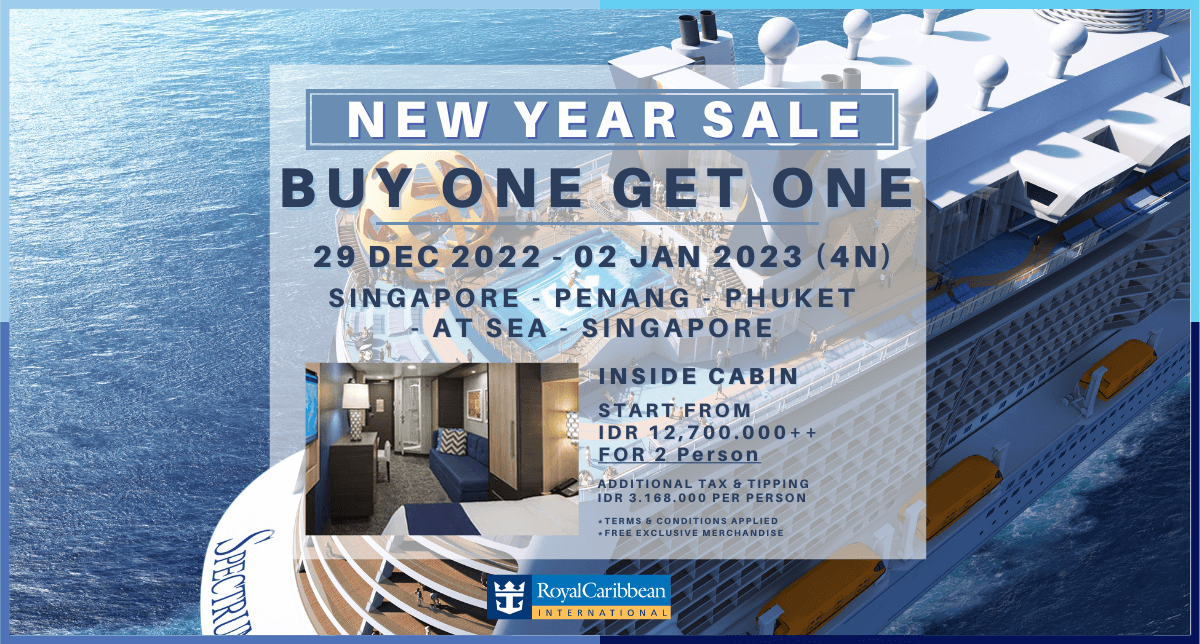 NEW YEAR SALE
BUY ONE GET ONE
29 DEC 2022 - 02 JAN 2023 (4N)
SINGAPORE - PENANG - PHUKET
- AT SEA - SINGAPORE
INSIDE CABIN
START FROM
IDR 12,700.000++
FOR 2 Person
ADDITIONAL TAX & TIPPING
IDR 3.168.000 PER PERSON
*TERMS & CONDITIONS APPLIED
*FREE EXCLUSIVE MERCHANDISE
SPECTRU
RoyalCaribbean
INTERNATIONAL